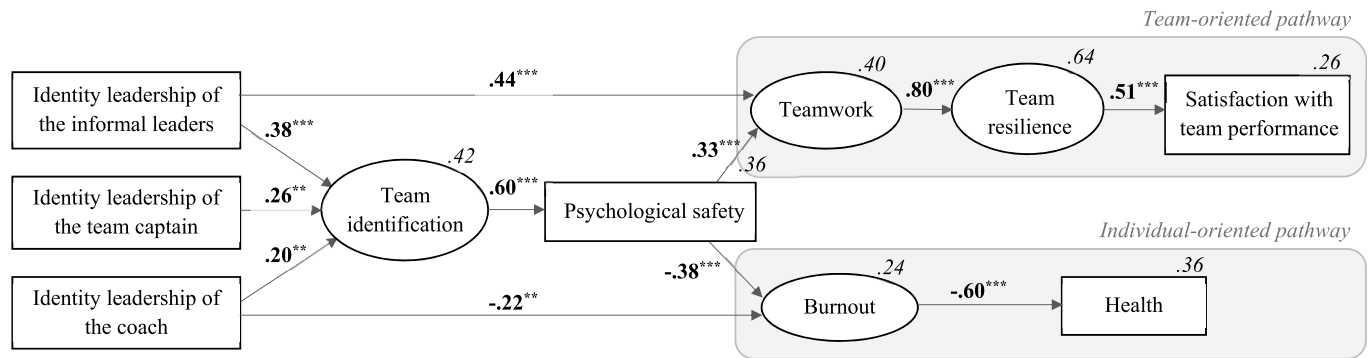 Team-oriented pathway
Identity leadership of
the informal leaders
.44***
.38***
.40
Teamwork
.80***
.64
Team
resilience
.51***
.26
Satisfaction with
team performance
Identity leadership of
the team captain
.26**
.42
Team
identification
.60***
.33***
.36
Psychological safety
Individual-oriented pathway
Identity leadership of
the coach
.20**
-.22**
-.38***
.24
Burnout
-.60***
.36
Health